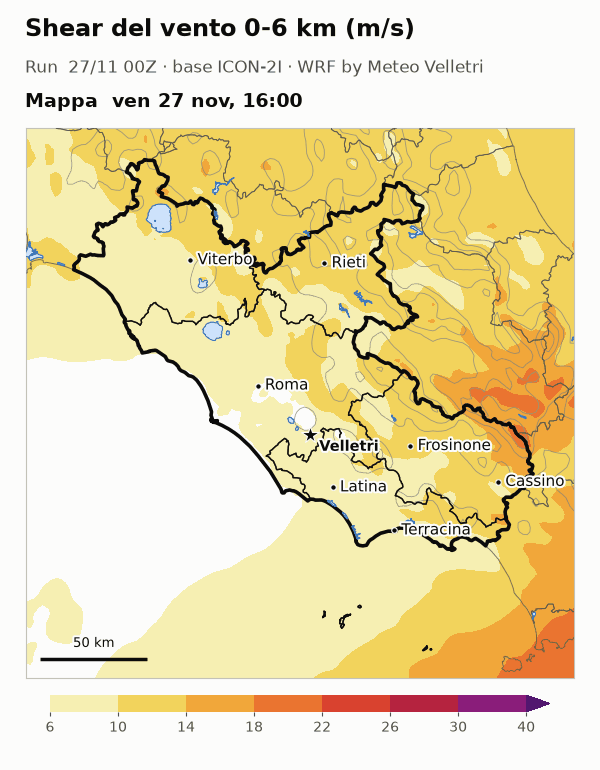 Shear del vento 0-6 km (m/s)
Run  27/11 00Z · base ICON-2I · WRF by Meteo Velletri
Mappa  ven 27 nov, 16:00
Viterbo
Rieti
Roma
Velletri
Frosinone
Cassino
Latina
Terracina
50 km
6 10 14 18 22 26 30 40